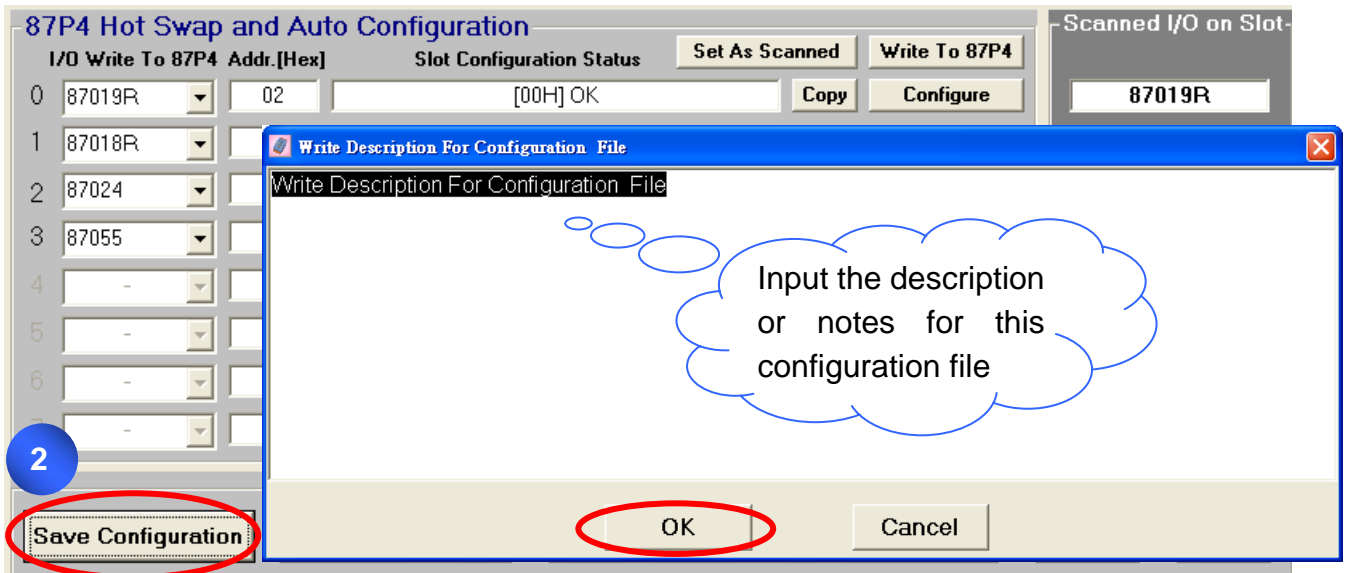 87P4 Hot Swap and Auto Configuration
Scanned I/O on Slot
I/O Write To 87P4 Addr.[Hex] Slot Configuration Status Set As Scanned Write To 87P4
0 87019R 02 [00H] OK Copy Configure 87019R
1 87018R
Write Description For Configuration File
2 87024
Write Description For Configuration File
3 87055
4 -
5 -
6 -
-
Input the description
or notes for this
configuration file
2
Save Configuration
OK Cancel